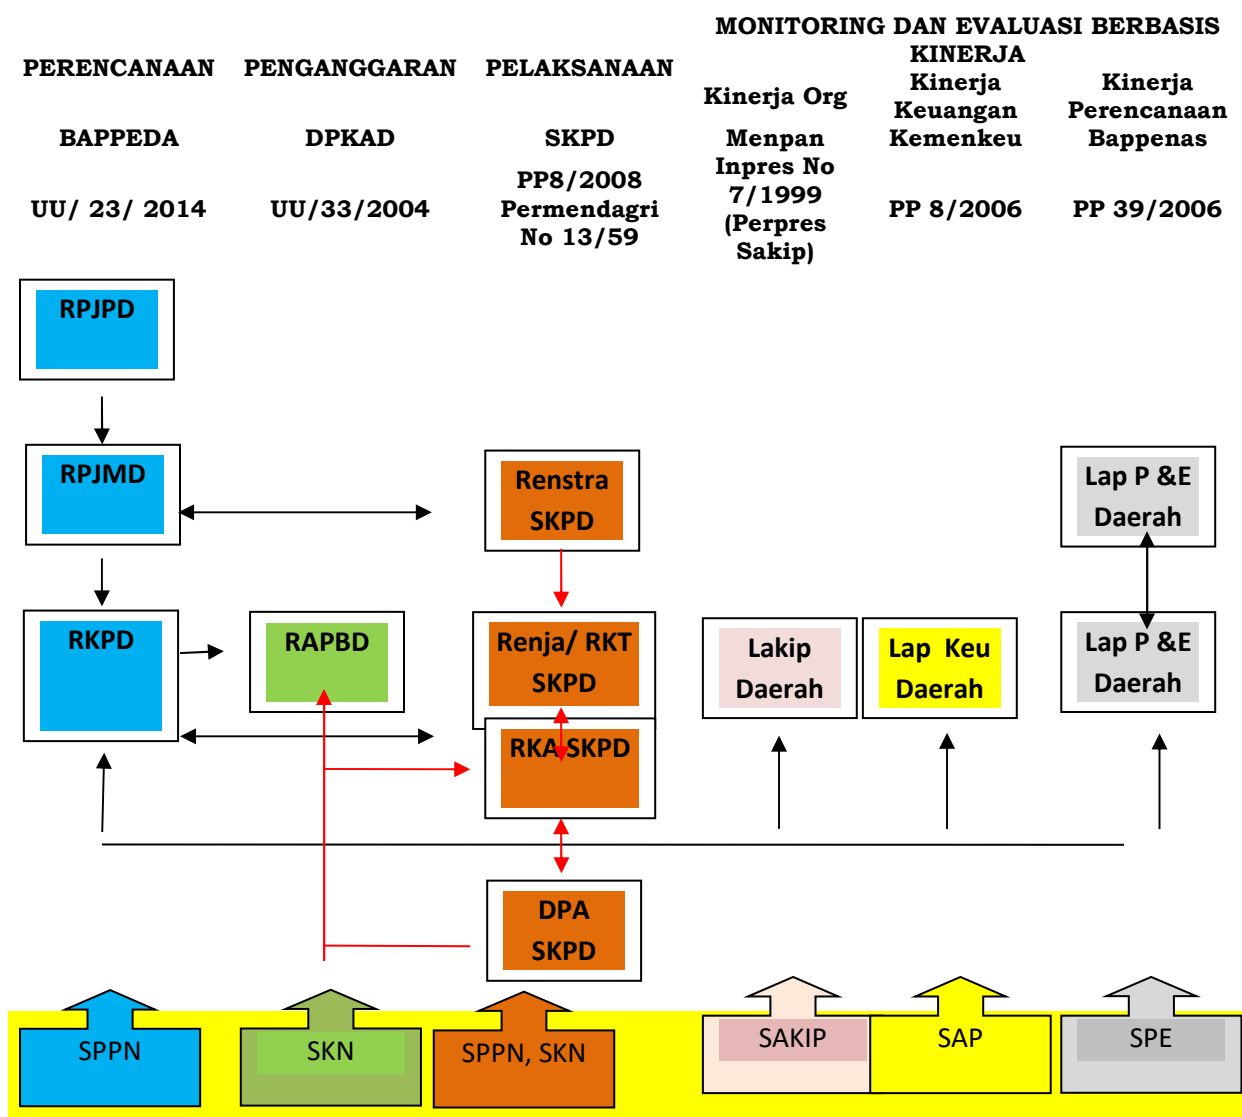 MONITORING DAN EVALUASI BERBASIS
KINERJA
PERENCANAAN
PENGANGGARAN
PELAKSANAAN
Kinerja Org
Kinerja
Keuangan
Kemenkeu
Kinerja
Perencanaan
Bappenas
BAPPEDA
DPKAD
SKPD
Menpan
Inpres No
7/1999
(Perpres
Sakip)
UU/ 23/ 2014
UU/33/2004
PP8/2008
Permendagri
No 13/59
PP 8/2006
PP 39/2006
RPJPD
RPJMD
Renstra
SKPD
Lap P &E
Daerah
RKPD
RAPBD
Renja/ RKT
SKPD
Lakip
Daerah
Lap Keu
Daerah
Lap P &E
Daerah
RKA SKPD
DPA
SKPD
SPPN
SKN
SPPN, SKN
SAKIP
SAP
SPE